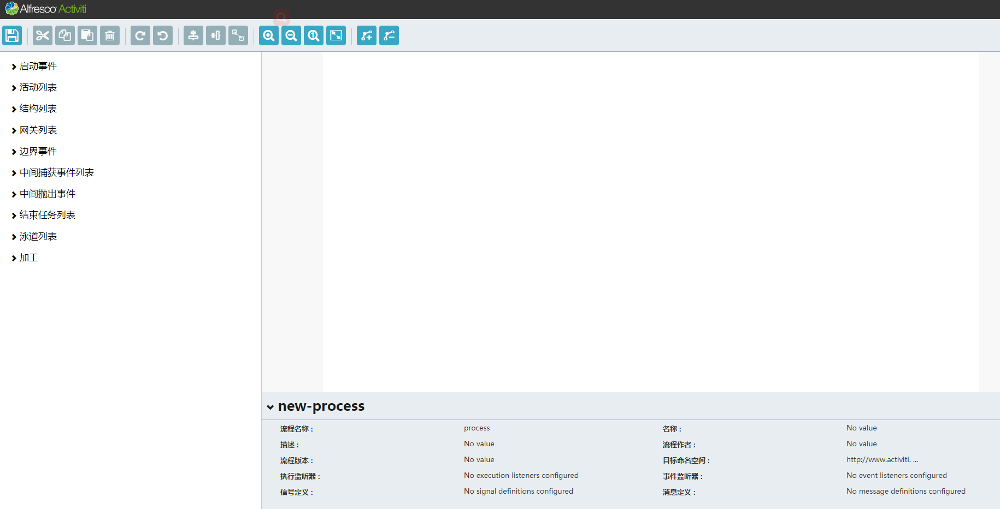 Alfresco Activiti
启动事件
活动列表
结构列表
网关列表
边界事件
中间捕获事件列表
中间抛出事件
结束任务列表
泳道列表
加工
new-process
流程名称： process 名称： No value
描述： No value 流程作者： No value
流程版本： No value 目标命名空间： http://www.activiti. ...
执行监听器： No execution listeners configured 事件监听器： No event listeners configured
信号定义： No signal definitions configured 消息定义： No message definitions configured